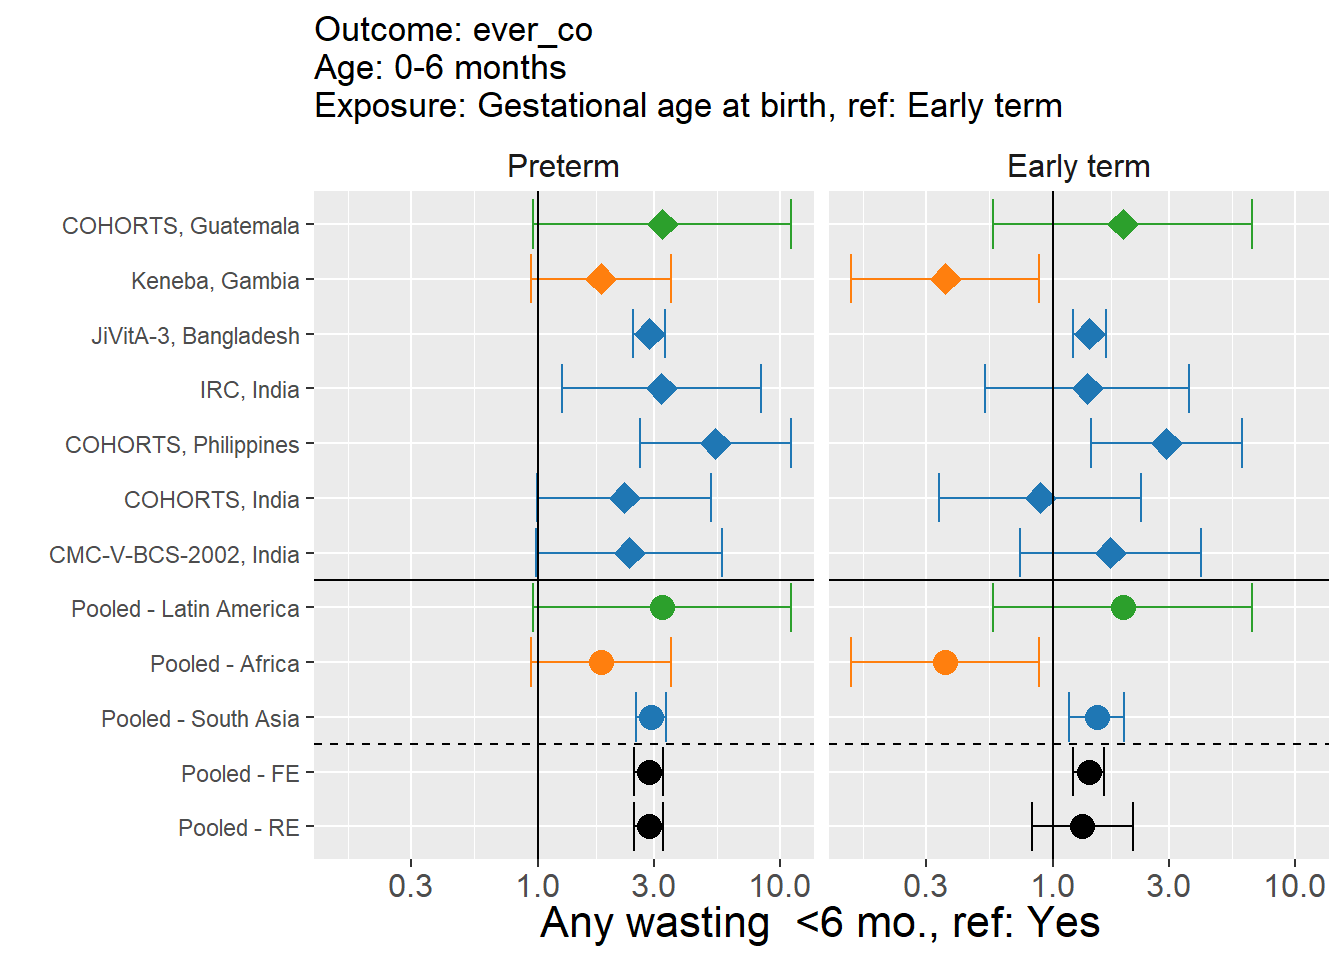 Outcome: ever_co
Age: 0-6 months
Exposure: Gestational age at birth, ref: Early term
Preterm
Early term
COHORTS, Guatemala
Keneba, Gambia
JiVitA-3, Bangladesh
IRC, India
COHORTS, Philippines
COHORTS, India
CMC-V-BCS-2002, India
Pooled - Latin America
Pooled - Africa
Pooled - South Asia
Pooled - FE
Pooled - RE
0.3 1.0 3.0 10.0
0.3 1.0 3.0 10.0
Any wasting  <6 mo., ref: Yes